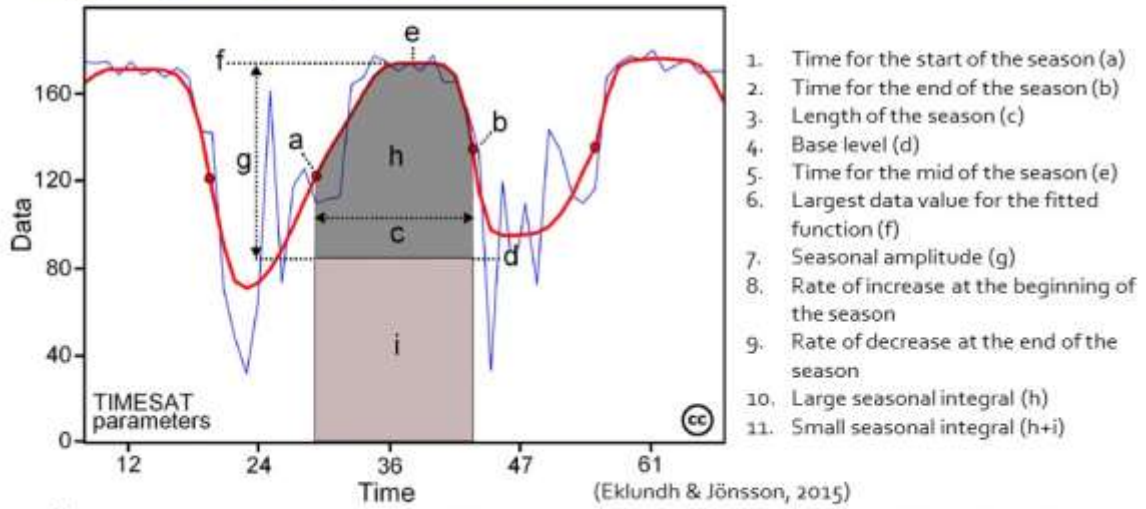 f
e
160
g
a
b
h
120
Data
c
d
80
i
40
TIMESAT
parameters
cc
0
12
24
36
47
61
Time
1. Time for the start of the season (a)
2. Time for the end of the season (b)
3. Length of the season (c)
4. Base level (d)
5. Time for the mid of the season (e)
6. Largest data value for the fitted
function (f)
7. Seasonal amplitude (g)
8. Rate of increase at the beginning of
the season
9. Rate of decrease at the end of the
season
10. Large seasonal integral (h)
11. Small seasonal integral (h+i)
(Eklundh & Jönsson, 2015)